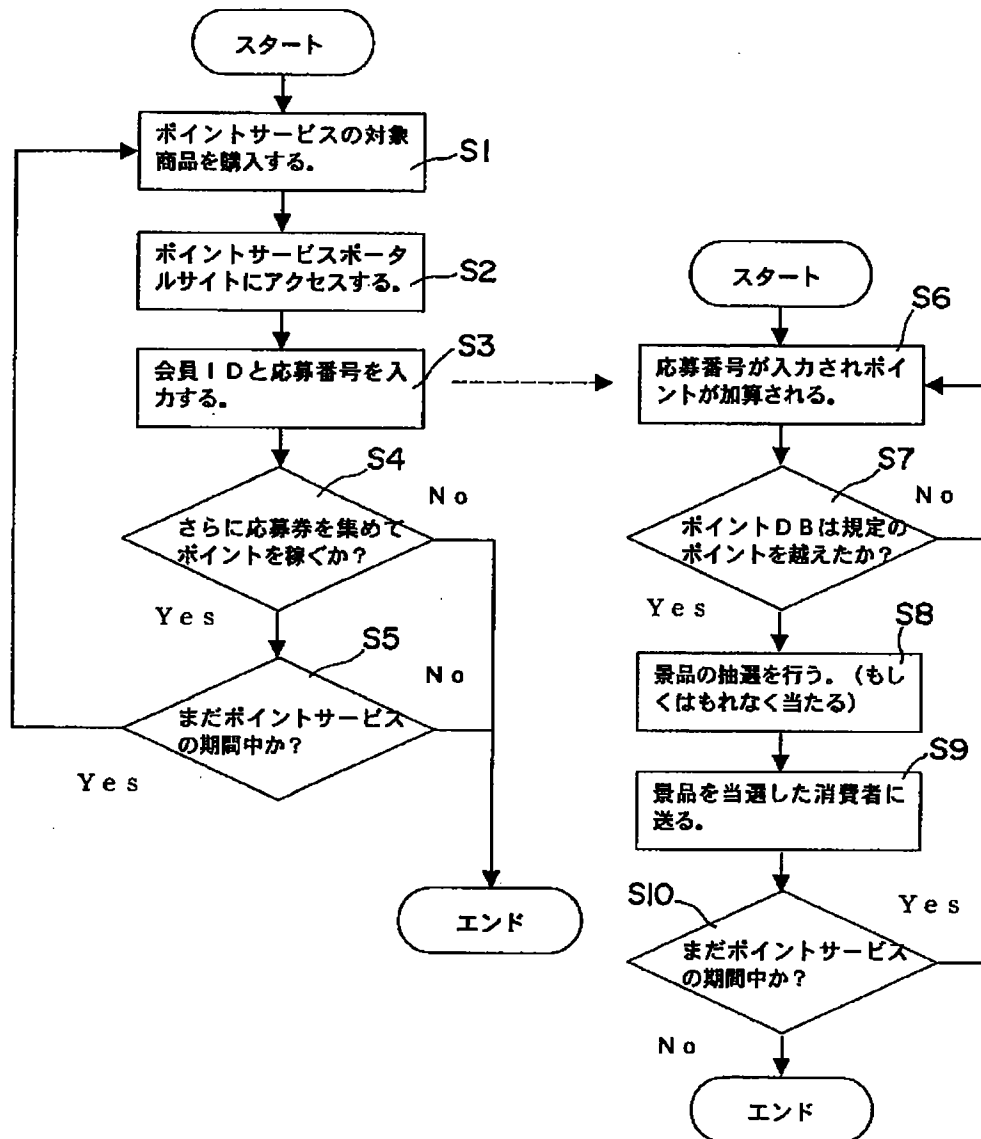 スタート
ポイントサービスの対象
商品を購入する。
S1
ポイントサービスポータ
ルサイトにアクセスする。
S2
会員IDと応募番号を入
力する。
S3
S4
No
さらに応募券を集めて
ポイントを稼ぐか？
Yes
S5
No
まだポイントサービス
の期間中か？
Yes
エンド
スタート
S6
応募番号が入力されポイ
ントが加算される。
S7
No
ポイントDBは規定の
ポイントを越えたか？
Yes
S8
景品の抽選を行う。（もし
くはもれなく当たる）
S9
景品を当選した消費者に
送る。
S10
Yes
まだポイントサービス
の期間中か？
No
エンド